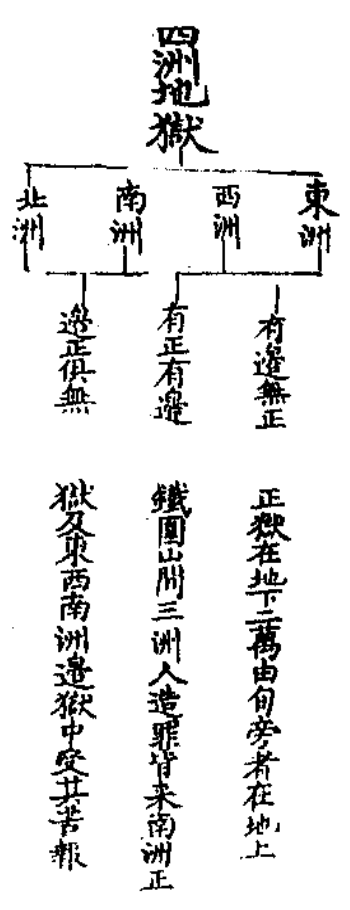 四洲地獄
東洲
西洲
南洲
北洲
有邊無正
有正有邊
邊正俱無
正獄在地下二萬由旬旁者在地上
鐵圍山間三洲人造罪皆来南洲正
獄及東西南洲邊獄中受其苦報